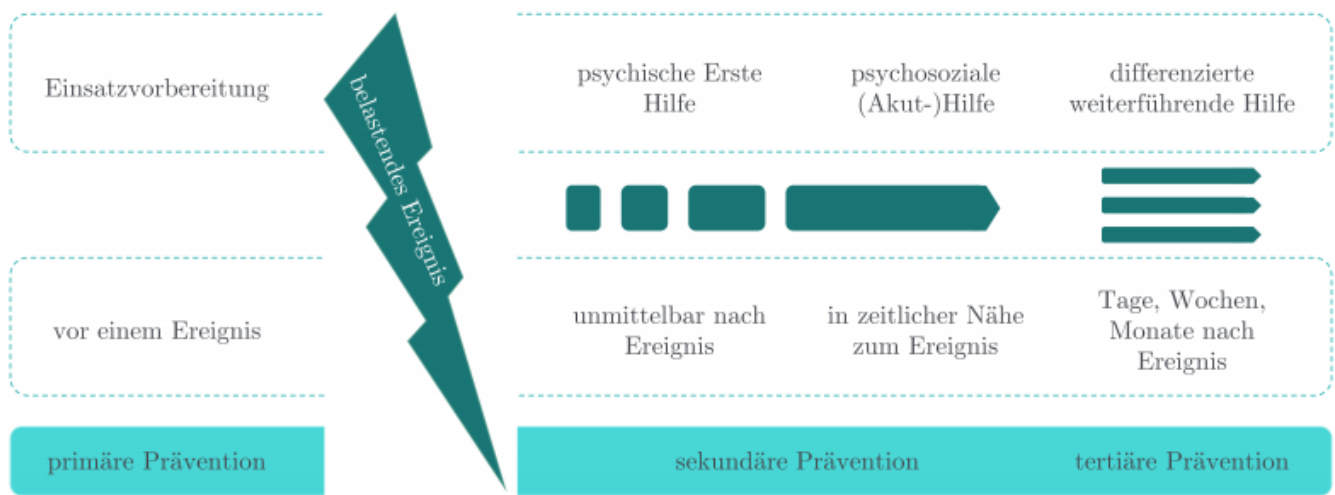 Einsatzvorbereitung
belastendes Ereignis
psychische Erste
Hilfe
psychosoziale
(Akut-)Hilfe
differenzierte
weiterführende Hilfe
vor einem Ereignis
unmittelbar nach
Ereignis
in zeitlicher Nähe
zum Ereignis
Tage, Wochen,
Monate nach
Ereignis
primäre Prävention
sekundäre Prävention
tertiäre Prävention